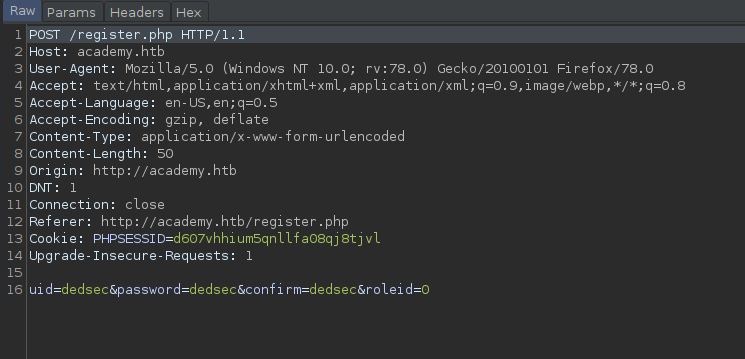 Raw Params Headers Hex
1 POST /register.php HTTP/1.1
2 Host: academy.htb
3 User-Agent: Mozilla/5.0 (Windows NT 10.0; rv:78.0) Gecko/20100101 Firefox/78.0
4 Accept: text/html,application/xhtml+xml,application/xml;q=0.9,image/webp,*/*;q=0.8
5 Accept-Language: en-US,en;q=0.5
6 Accept-Encoding: gzip, deflate
7 Content-Type: application/x-www-form-urlencoded
8 Content-Length: 50
9 Origin: http://academy.htb
10 DNT: 1
11 Connection: close
12 Referer: http://academy.htb/register.php
13 Cookie: PHPSESSID=d607vhhium5qnllfa08qj8tjvl
14 Upgrade-Insecure-Requests: 1
15
16 uid=dedsec&password=dedsec&confirm=dedsec&roleid=0